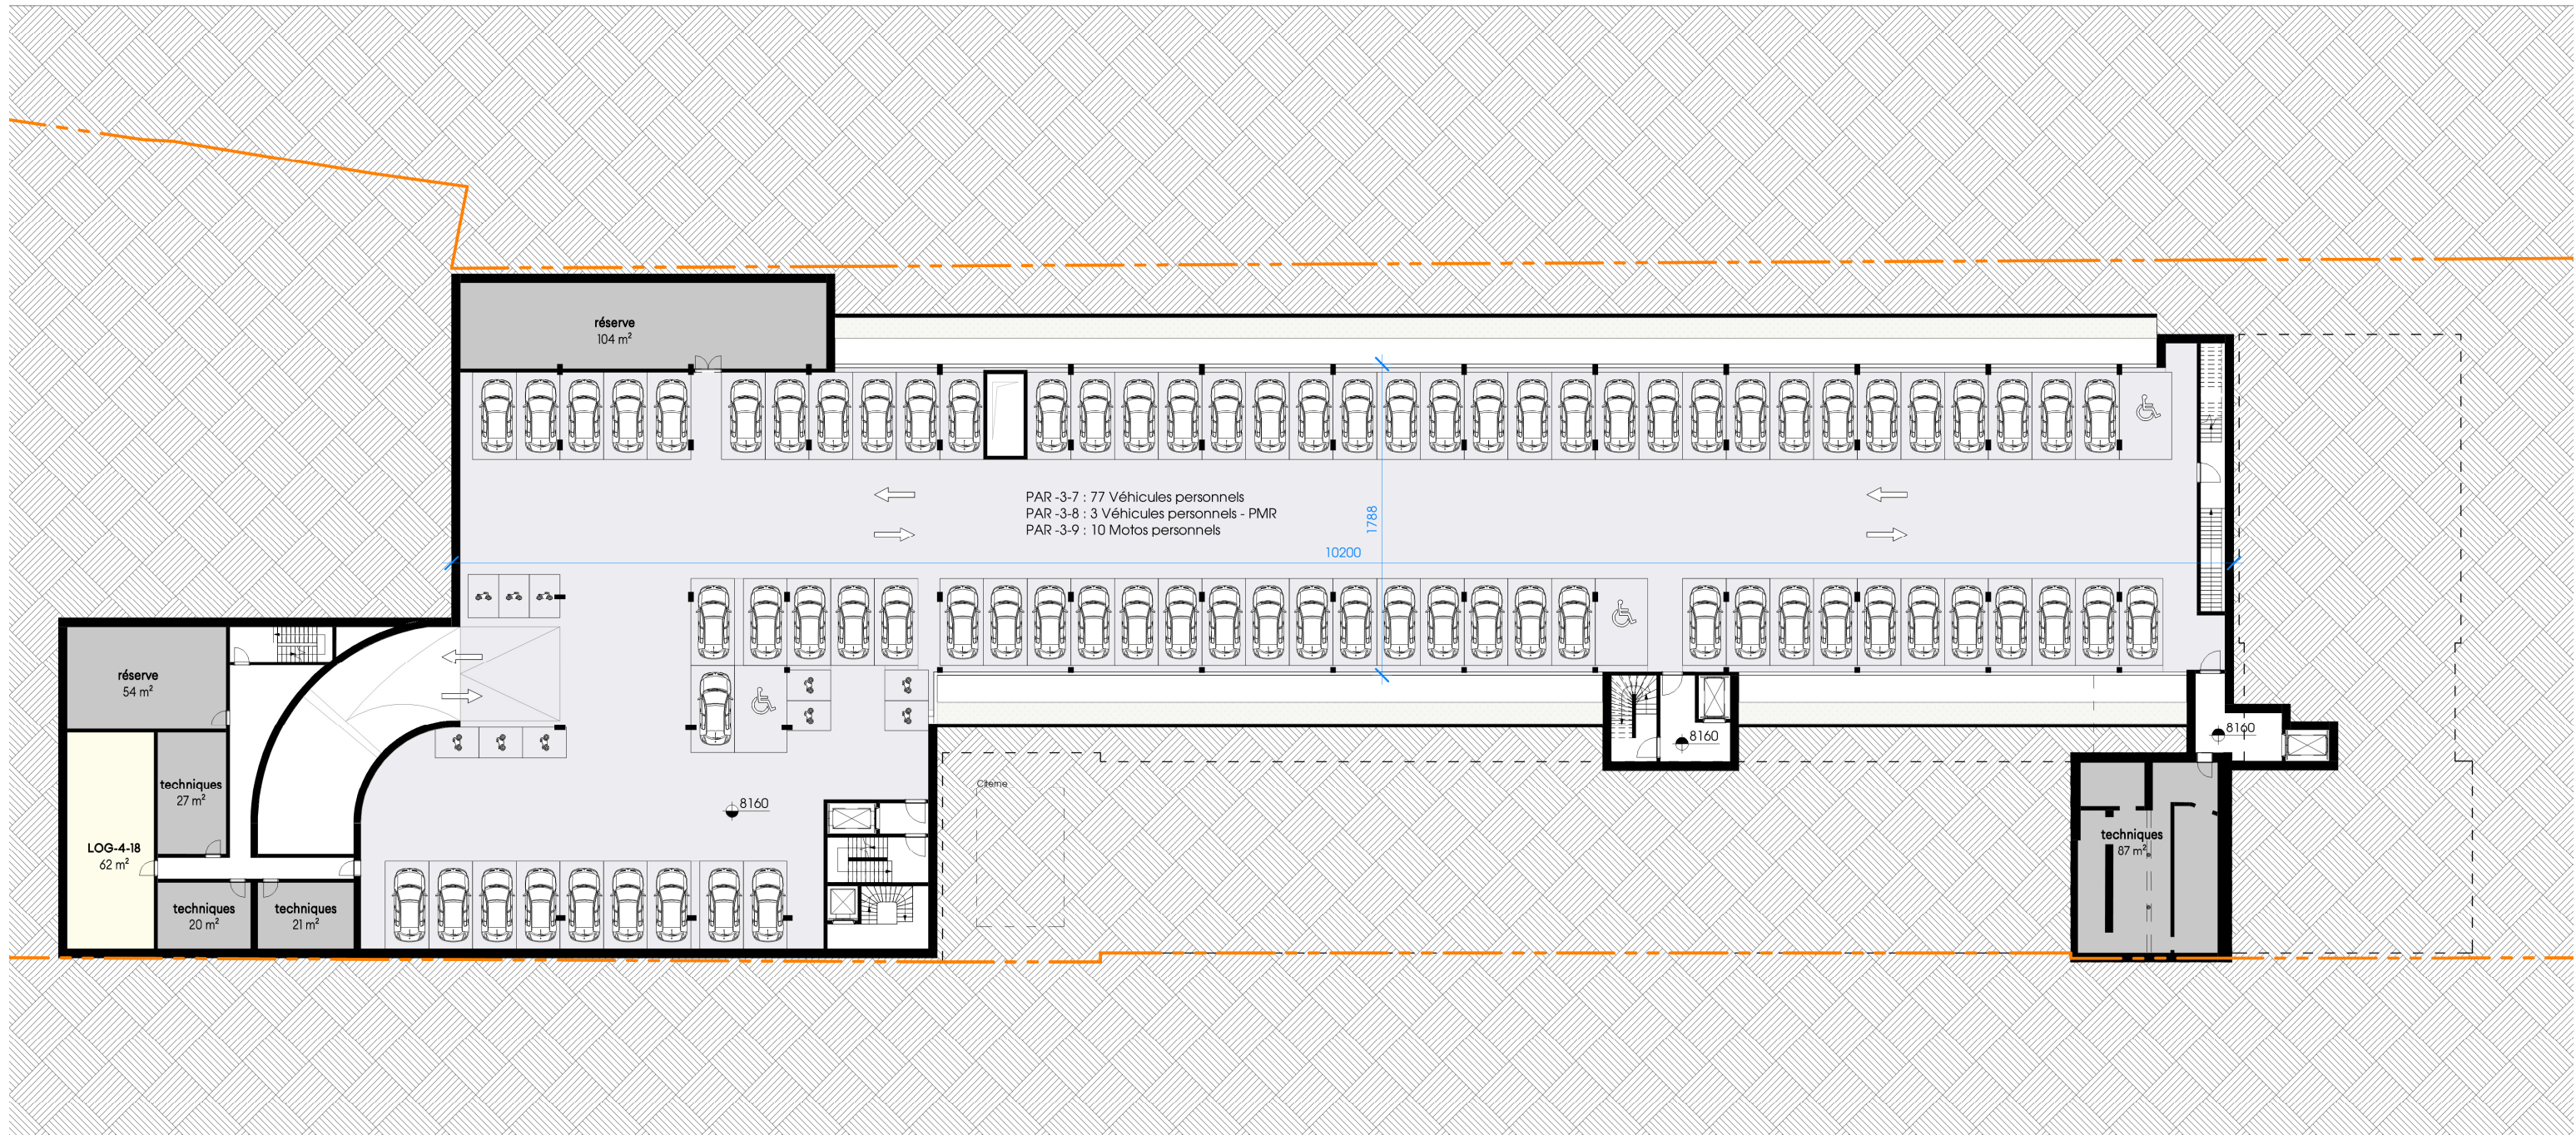 réserve
104 m²
PAR -3-7 : 77 Véhicules personnels
PAR -3-8 : 3 Véhicules personnels - PMR
PAR -3-9 : 10 Motos personnels
1788
10200
réserve
54 m²
techniques
27 m²
LOG-4-18
62 m²
techniques
20 m²
techniques
21 m²
8160
Citerne
8160
8160
techniques
87 m²